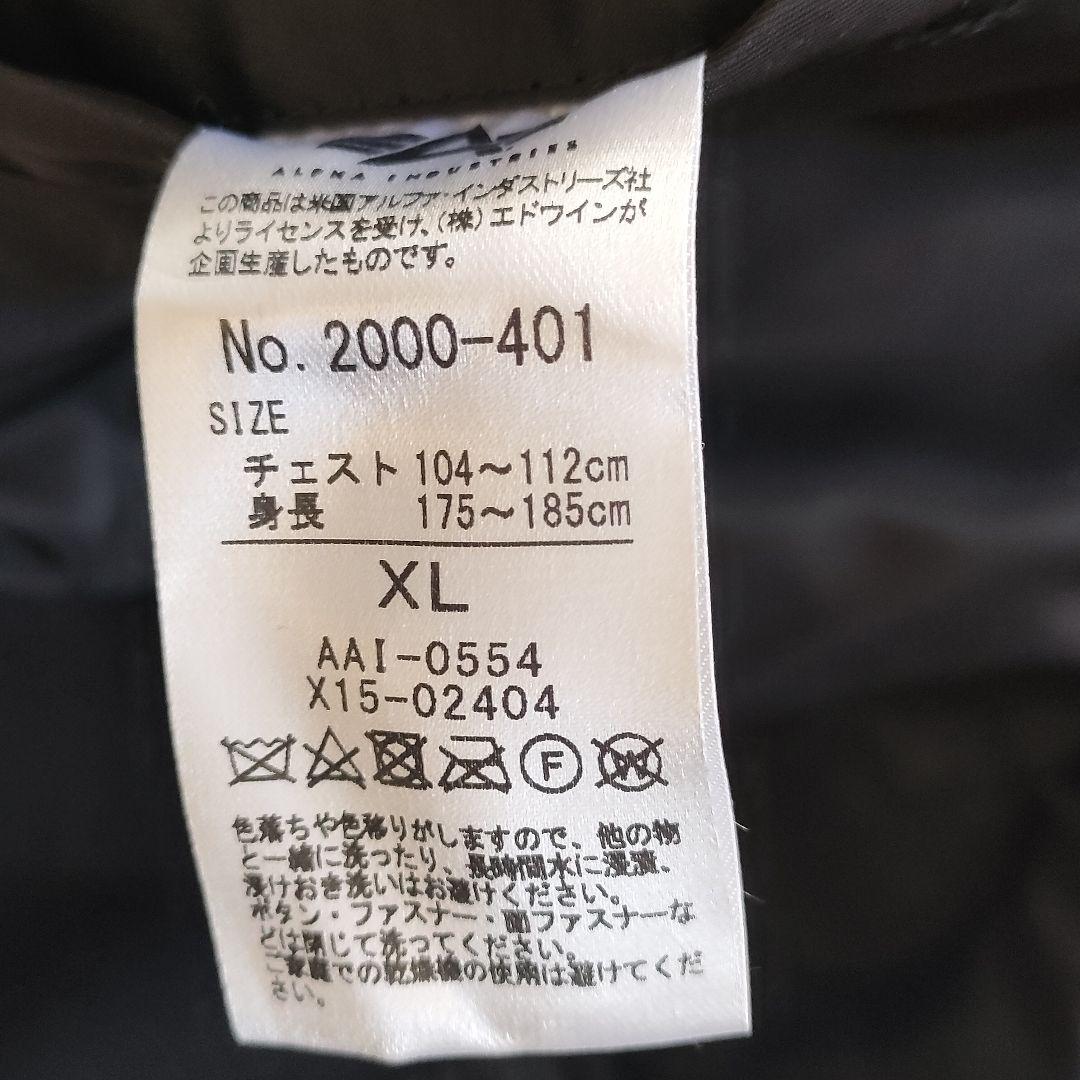 ALPHA INDUSTRIES
この商品は米国アルファ・インダストリーズ社
よりライセンスを受け、(株)エドウインが
企画生産したものです。
No. 2000-401
SIZE
チェスト 104～112cm
身長 175～185cm
XL
AAI-0554
X15-02404
F
W
色落ちや色移りがしますので、他の物
と一緒に洗ったり、長時間水に浸漬、
漬けおき洗いはお避けください。
ボタン・ファスナー・面ファスナーな
どは閉じて洗ってください。
ご家庭での乾燥機の使用は避けてくだ
さい。